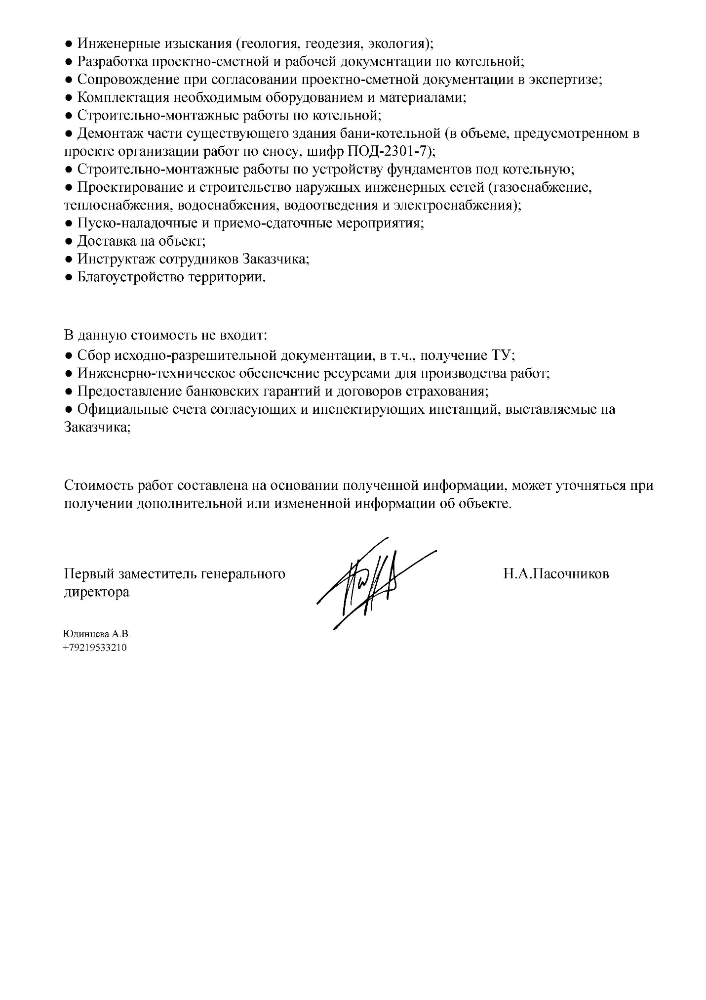 ● Инженерные изыскания (геология, геодезия, экология);
● Разработка проектно-сметной и рабочей документации по котельной;
● Сопровождение при согласовании проектно-сметной документации в экспертизе;
● Комплектация необходимым оборудованием и материалами;
● Строительно-монтажные работы по котельной;
● Демонтаж части существующего здания бани-котельной (в объеме, предусмотренном в
проекте организации работ по сносу, шифр ПОД-2301-7);
● Строительно-монтажные работы по устройству фундаментов под котельную;
● Проектирование и строительство наружных инженерных сетей (газоснабжение,
теплоснабжения, водоснабжения, водоотведения и электроснабжения);
● Пуско-наладочные и приемо-сдаточные мероприятия;
● Доставка на объект;
● Инструктаж сотрудников Заказчика;
● Благоустройство территории.
В данную стоимость не входит:
● Сбор исходно-разрешительной документации, в т.ч., получение ТУ;
● Инженерно-техническое обеспечение ресурсами для производства работ;
● Предоставление банковских гарантий и договоров страхования;
● Официальные счета согласующих и инспектирующих инстанций, выставляемые на
Заказчика;
Стоимость работ составлена на основании полученной информации, может уточняться при
получении дополнительной или измененной информации об объекте.
Первый заместитель генерального
директора
Н.А.Пасочников
Юдинцева А.В.
+79219533210